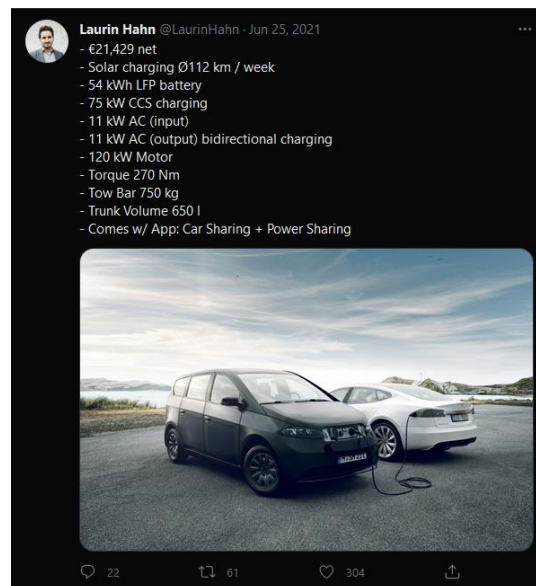 Laurin Hahn @LaurinHahn · Jun 25, 2021
- €21,429 net
- Solar charging Ø112 km / week
- 54 kWh LFP battery
- 75 kW CCS charging
- 11 kW AC (input)
- 11 kW AC (output) bidirectional charging
- 120 kW Motor
- Torque 270 Nm
- Tow Bar 750 kg
- Trunk Volume 650 l
- Comes w/ App: Car Sharing + Power Sharing
22 61 304